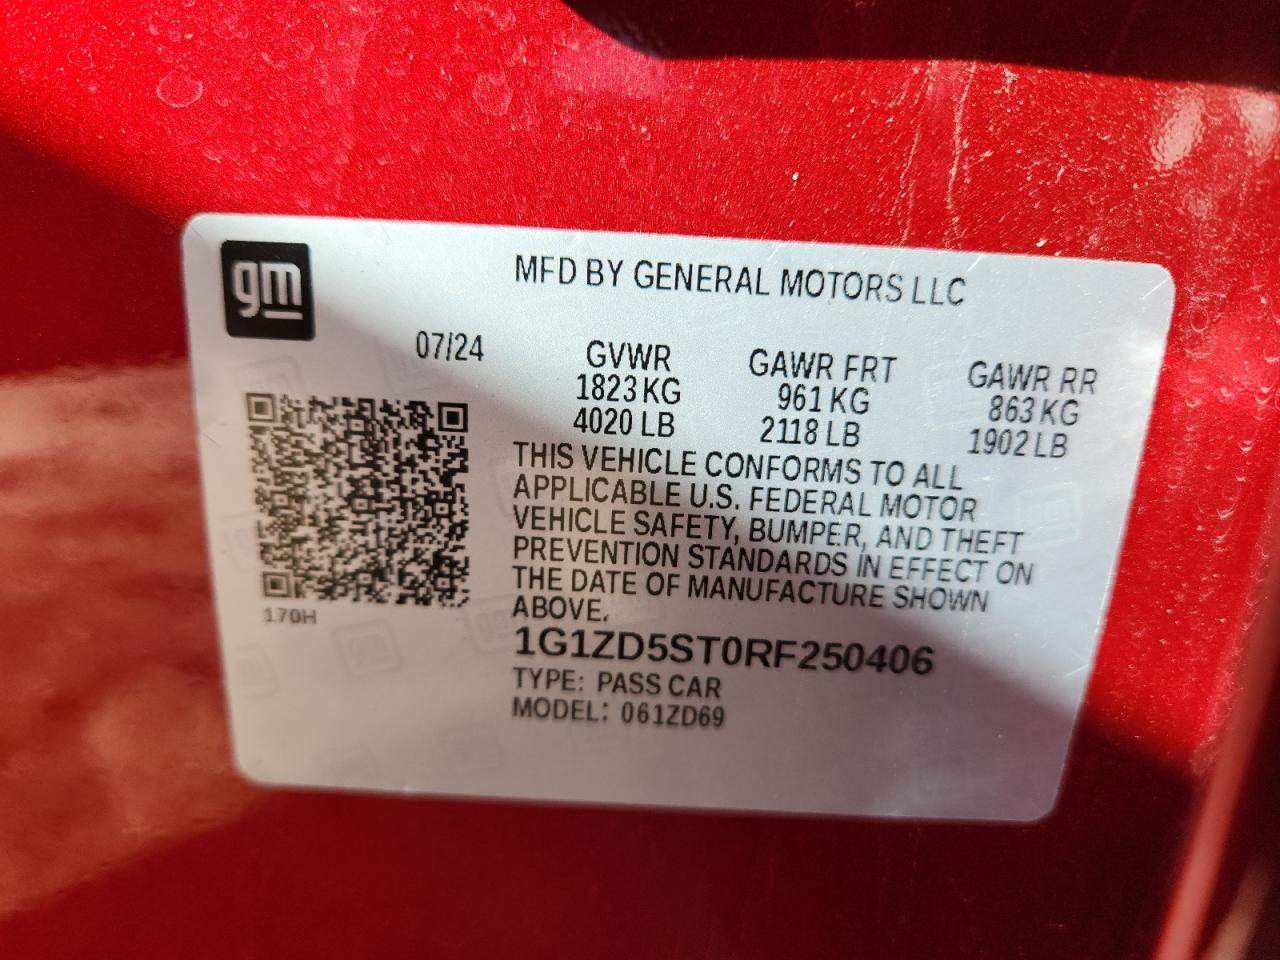 gm
MFD BY GENERAL MOTORS LLC
07/24
GVWR GAWR FRT GAWR RR
1823 KG 961 KG 863 KG
4020 LB 2118 LB 1902 LB
THIS VEHICLE CONFORMS TO ALL
APPLICABLE U.S. FEDERAL MOTOR
VEHICLE SAFETY, BUMPER, AND THEFT
PREVENTION STANDARDS IN EFFECT ON
THE DATE OF MANUFACTURE SHOWN
ABOVE.
170H
1G1ZD5ST0RF250406
TYPE: PASS CAR
MODEL: 061ZD69